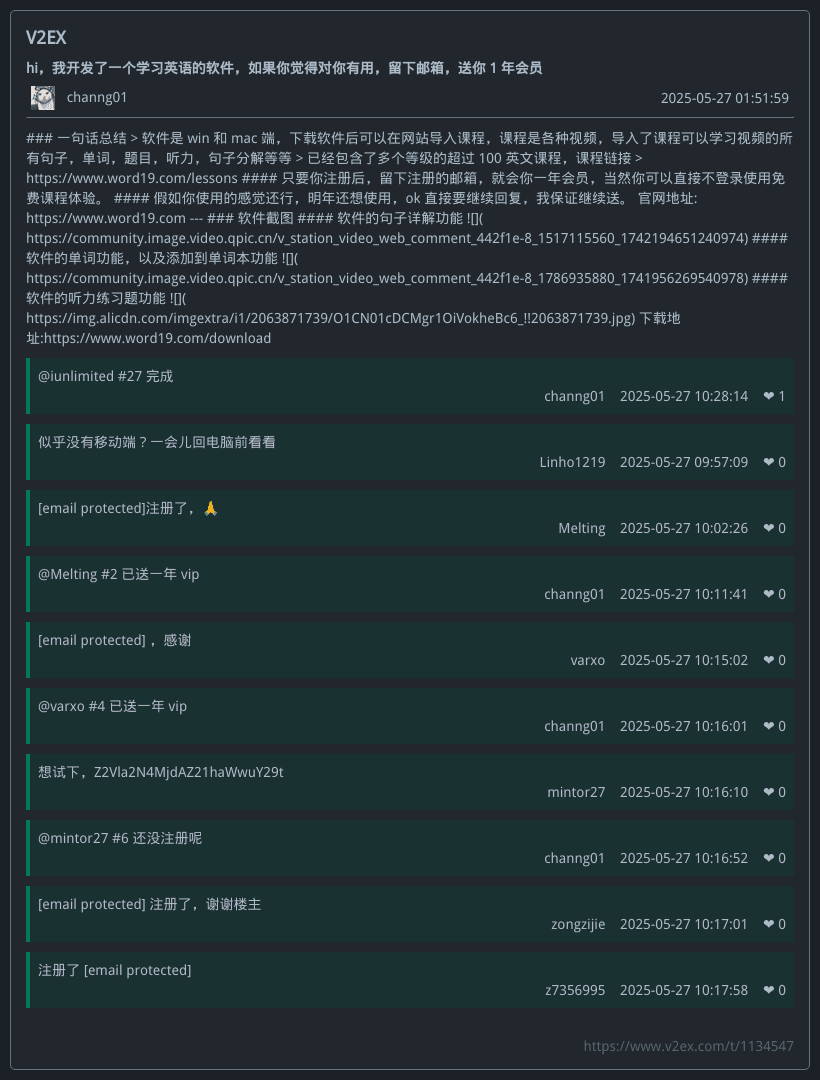 V2EX
hi，我开发了一个学习英语的软件，如果你觉得对你有用，留下邮箱，送你 1 年会员
channg01 2025-05-27 01:51:59
### 一句话总结 > 软件是 win 和 mac 端，下载软件后可以在网站导入课程，课程是各种视频，导入了课程可以学习视频的所
有句子，单词，题目，听力，句子分解等等 > 已经包含了多个等级的超过 100 英文课程，课程链接 >
https://www.word19.com/lessons #### 只要你注册后，留下注册的邮箱，就会你一年会员，当然你可以直接不登录使用免
费课程体验。 #### 假如你使用的感觉还行，明年还想使用，ok 直接要继续回复，我保证继续送。 官网地址:
https://www.word19.com --- ### 软件截图 #### 软件的句子详解功能 ![](
https://community.image.video.qpic.cn/v_station_video_web_comment_442f1e-8_1517115560_1742194651240974) ####
软件的单词功能，以及添加到单词本功能 ![](
https://community.image.video.qpic.cn/v_station_video_web_comment_442f1e-8_1786935880_1741956269540978) ####
软件的听力练习题功能 ![](
https://img.alicdn.com/imgextra/i1/2063871739/O1CN01cDCMgr1OiVokheBc6_!!2063871739.jpg) 下载地
址:https://www.word19.com/download
@iunlimited #27 完成
channg01 2025-05-27 10:28:14 ❤ 1
似乎没有移动端？一会儿回电脑前看看
Linho1219 2025-05-27 09:57:09 ❤ 0
[email protected]注册了，🙏
Melting 2025-05-27 10:02:26 ❤ 0
@Melting #2 已送一年 vip
channg01 2025-05-27 10:11:41 ❤ 0
[email protected] ，感谢
varxo 2025-05-27 10:15:02 ❤ 0
@varxo #4 已送一年 vip
channg01 2025-05-27 10:16:01 ❤ 0
想试下，Z2Vla2N4MjdAZ21haWwuY29t
mintor27 2025-05-27 10:16:10 ❤ 0
@mintor27 #6 还没注册呢
channg01 2025-05-27 10:16:52 ❤ 0
[email protected] 注册了，谢谢楼主
zongzijie 2025-05-27 10:17:01 ❤ 0
注册了 [email protected]
z7356995 2025-05-27 10:17:58 ❤ 0
https://www.v2ex.com/t/1134547